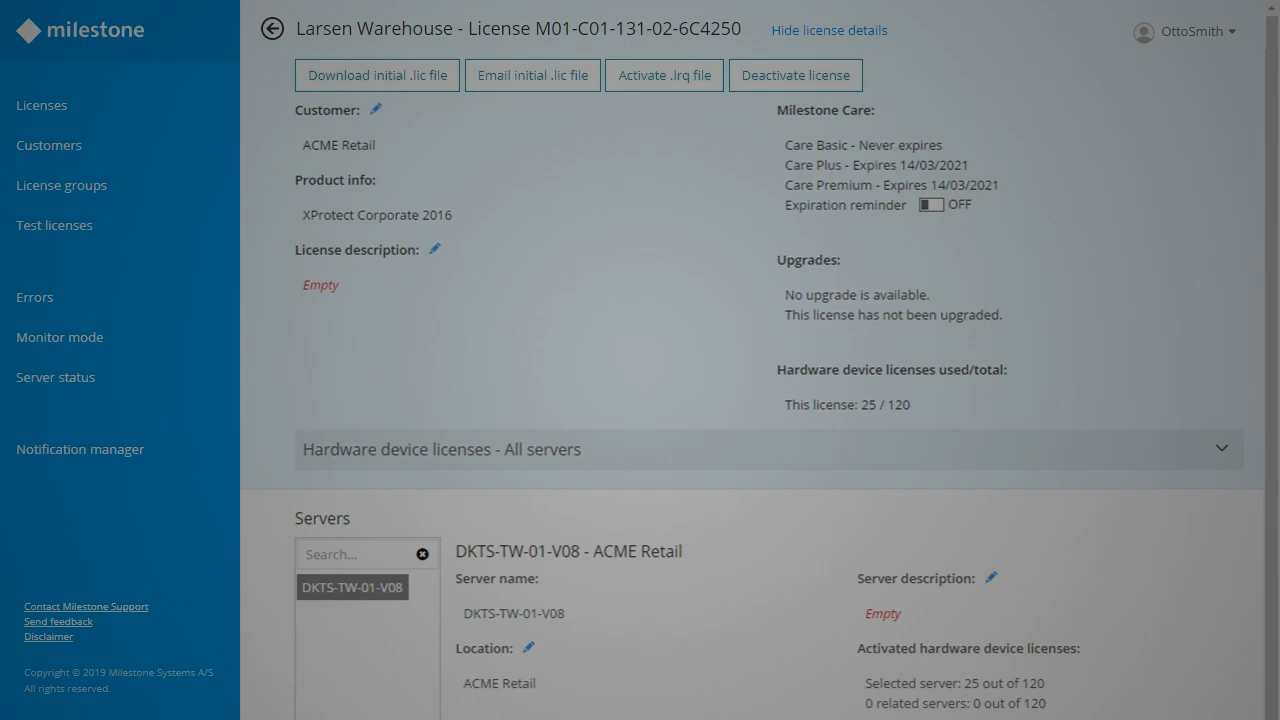 milestone
Larsen Warehouse - License M01-C01-131-02-6C4250
Hide license details
OttoSmith
Download initial .lic file
Email initial .lic file
Activate .lrq file
Deactivate license
Licenses
Customers
License groups
Test licenses
Errors
Monitor mode
Server status
Notification manager
Contact Milestone Support
Send feedback
Disclaimer
Copyright © 2019 Milestone Systems A/S
All rights reserved.
Customer:
ACME Retail
Product info:
XProtect Corporate 2016
License description:
Empty
Milestone Care:
Care Basic - Never expires
Care Plus - Expires 14/03/2021
Care Premium - Expires 14/03/2021
Expiration reminder OFF
Upgrades:
No upgrade is available.
This license has not been upgraded.
Hardware device licenses used/total:
This license: 25 / 120
Hardware device licenses - All servers
Servers
Search...
DKTS-TW-01-V08
DKTS-TW-01-V08 - ACME Retail
Server name:
DKTS-TW-01-V08
Location:
ACME Retail
Server description:
Empty
Activated hardware device licenses:
Selected server: 25 out of 120
0 related servers: 0 out of 120